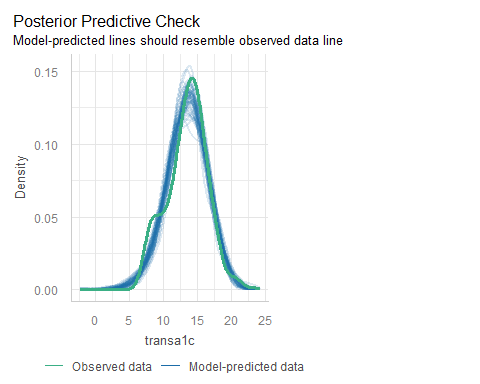 Posterior Predictive Check
Model-predicted lines should resemble observed data line
0.15
0.10
0.05
0.00
Density
0 5 10 15 20 25
transa1c
Observed data Model-predicted data